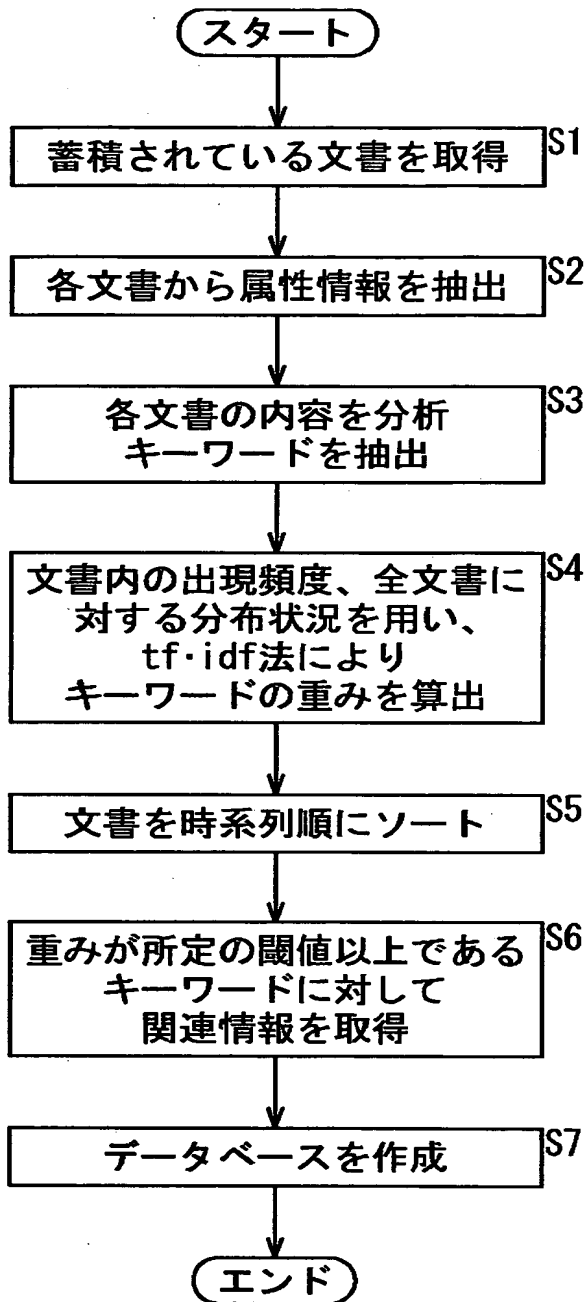 スタート
蓄積されている文書を取得
S1
各文書から属性情報を抽出
S2
各文書の内容を分析
キーワードを抽出
S3
文書内の出現頻度、全文書に
対する分布状況を用い、
tf·idf法により
キーワードの重みを算出
S4
文書を時系列順にソート
S5
重みが所定の閾値以上である
キーワードに対して
関連情報を取得
S6
データベースを作成
S7
エンド